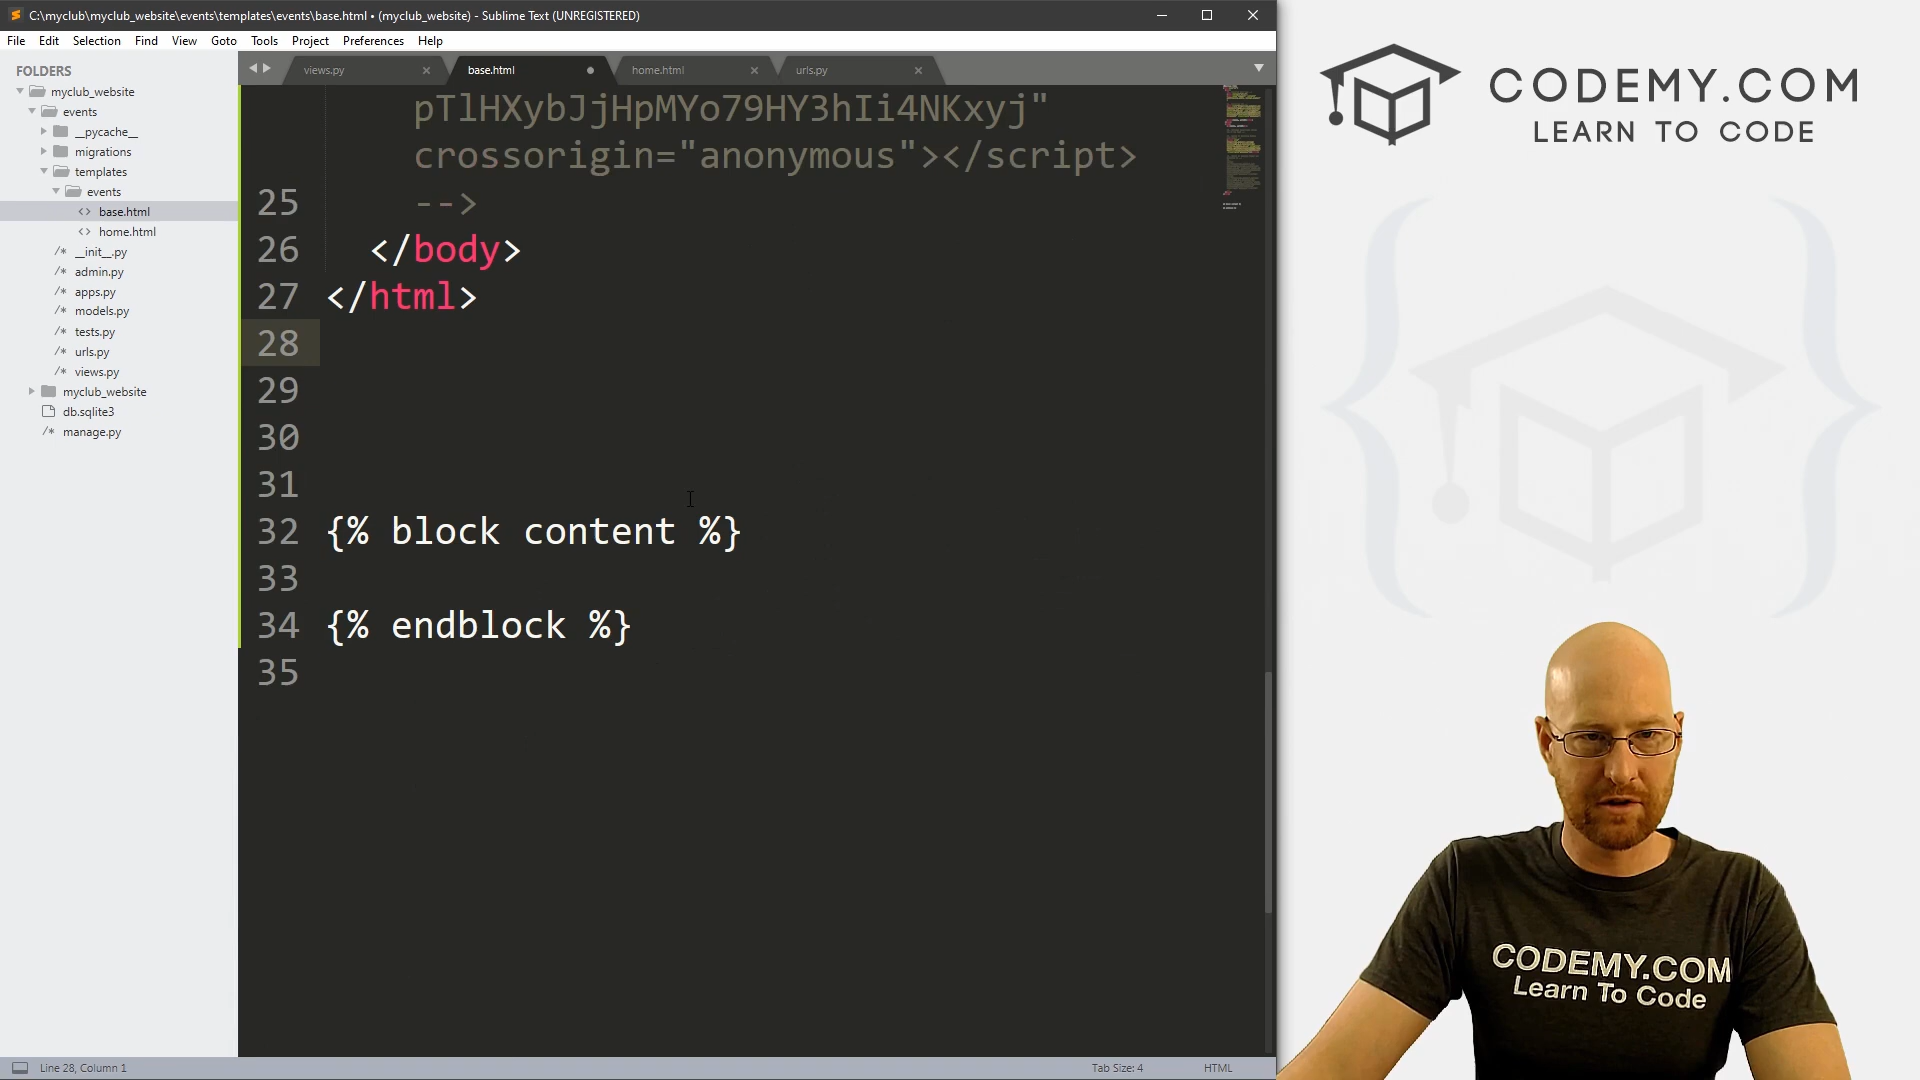 C:\myclub\myclub_website\events\templates\events\base.html • (myclub_website) - Sublime Text (UNREGISTERED)
File Edit Selection Find View Goto Tools Project Preferences Help
FOLDERS
myclub_website
events
__pycache__
migrations
templates
events
base.html
home.html
__init__.py
admin.py
apps.py
models.py
tests.py
urls.py
views.py
myclub_website
db.sqlite3
manage.py
views.py base.html home.html urls.py
pTlHXybJjHpMYo79HY3hIi4NKxyj"
crossorigin="anonymous"></script>
25 -->
26 </body>
27 </html>
28
29
30
31
32 {% block content %}
33
34 {% endblock %}
35
Line 28, Column 1 Tab Size: 4 HTML
CODEMY.COM
LEARN TO CODE
CODEMY.COM
Learn To Code